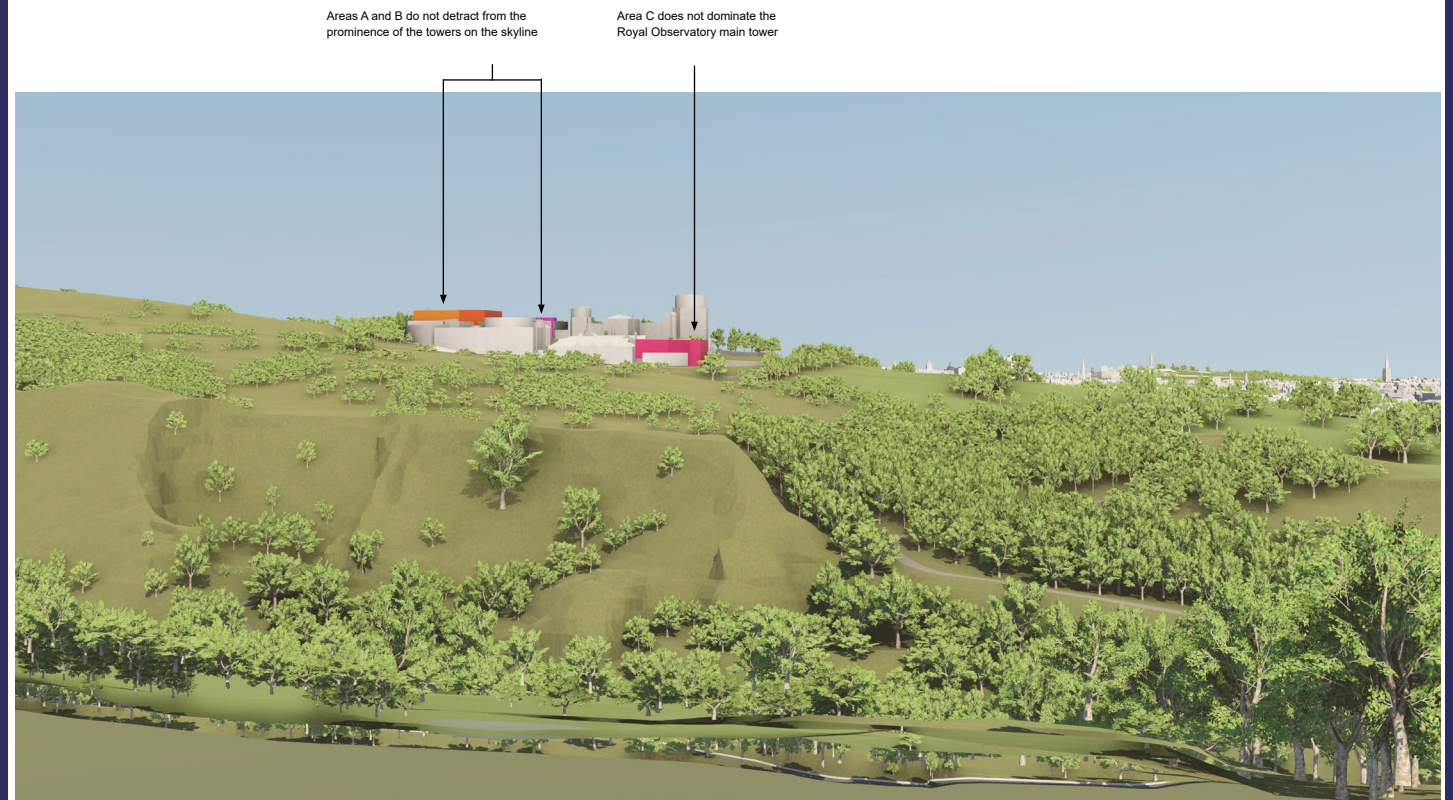 Areas A and B do not detract from the
prominence of the towers on the skyline
Area C does not dominate the
Royal Observatory main tower